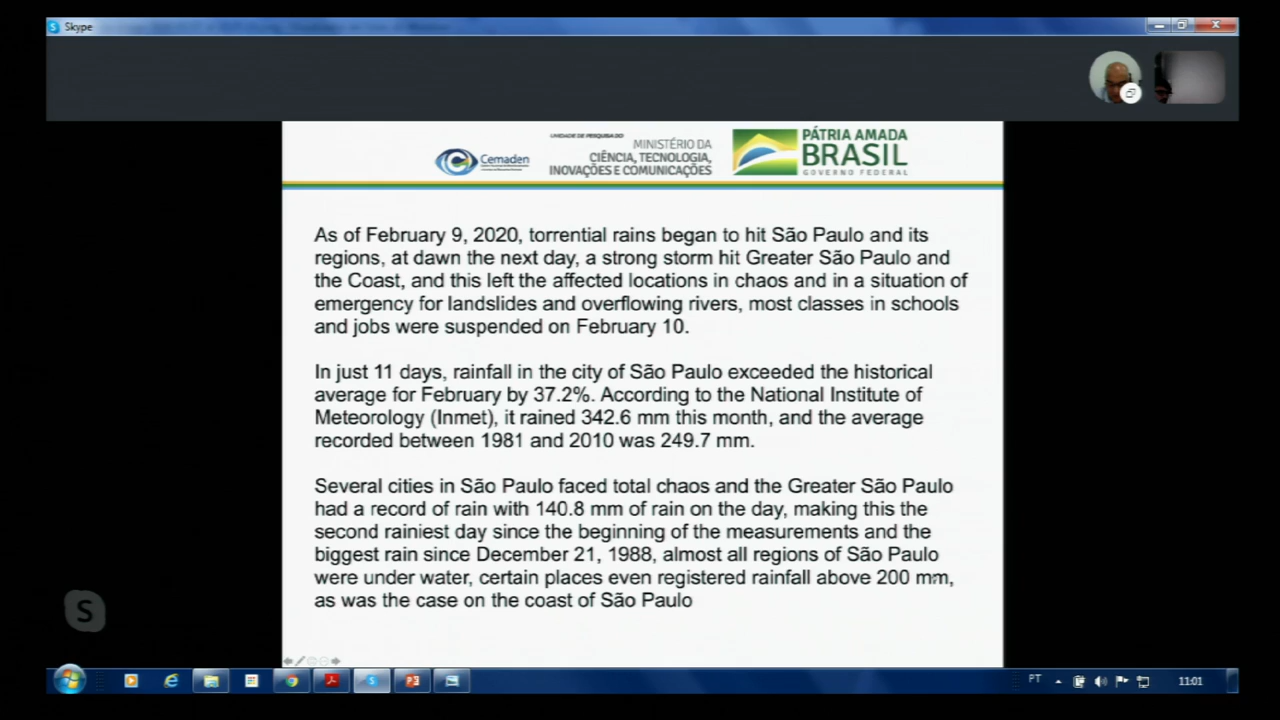 Skype
Cemaden
UNIDADE DE PESQUISA DO
MINISTÉRIO DA
CIÊNCIA, TECNOLOGIA,
INOVAÇÕES E COMUNICAÇÕES
PÁTRIA AMADA
BRASIL
GOVERNO FEDERAL
As of February 9, 2020, torrential rains began to hit São Paulo and its
regions, at dawn the next day, a strong storm hit Greater São Paulo and
the Coast, and this left the affected locations in chaos and in a situation of
emergency for landslides and overflowing rivers, most classes in schools
and jobs were suspended on February 10.
In just 11 days, rainfall in the city of São Paulo exceeded the historical
average for February by 37.2%. According to the National Institute of
Meteorology (Inmet), it rained 342.6 mm this month, and the average
recorded between 1981 and 2010 was 249.7 mm.
Several cities in São Paulo faced total chaos and the Greater São Paulo
had a record of rain with 140.8 mm of rain on the day, making this the
second rainiest day since the beginning of the measurements and the
biggest rain since December 21, 1988, almost all regions of São Paulo
were under water, certain places even registered rainfall above 200 mm,
as was the case on the coast of São Paulo
S
PT
11:01